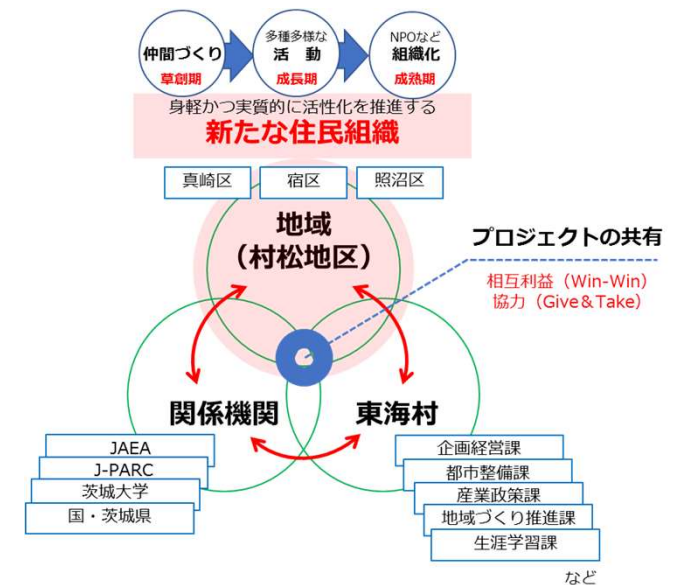 仲間づくり
草創期
多種多様な
活　動
成長期
NPOなど
組織化
成熟期
身軽かつ実質的に活性化を推進する
新たな住民組織
真崎区
宿区
照沼区
地域
（村松地区）
プロジェクトの共有
相互利益（Win-Win）
協力（Give＆Take）
関係機関
東海村
JAEA
J-PARC
茨城大学
国・茨城県
企画経営課
都市整備課
産業政策課
地域づくり推進課
生涯学習課
など